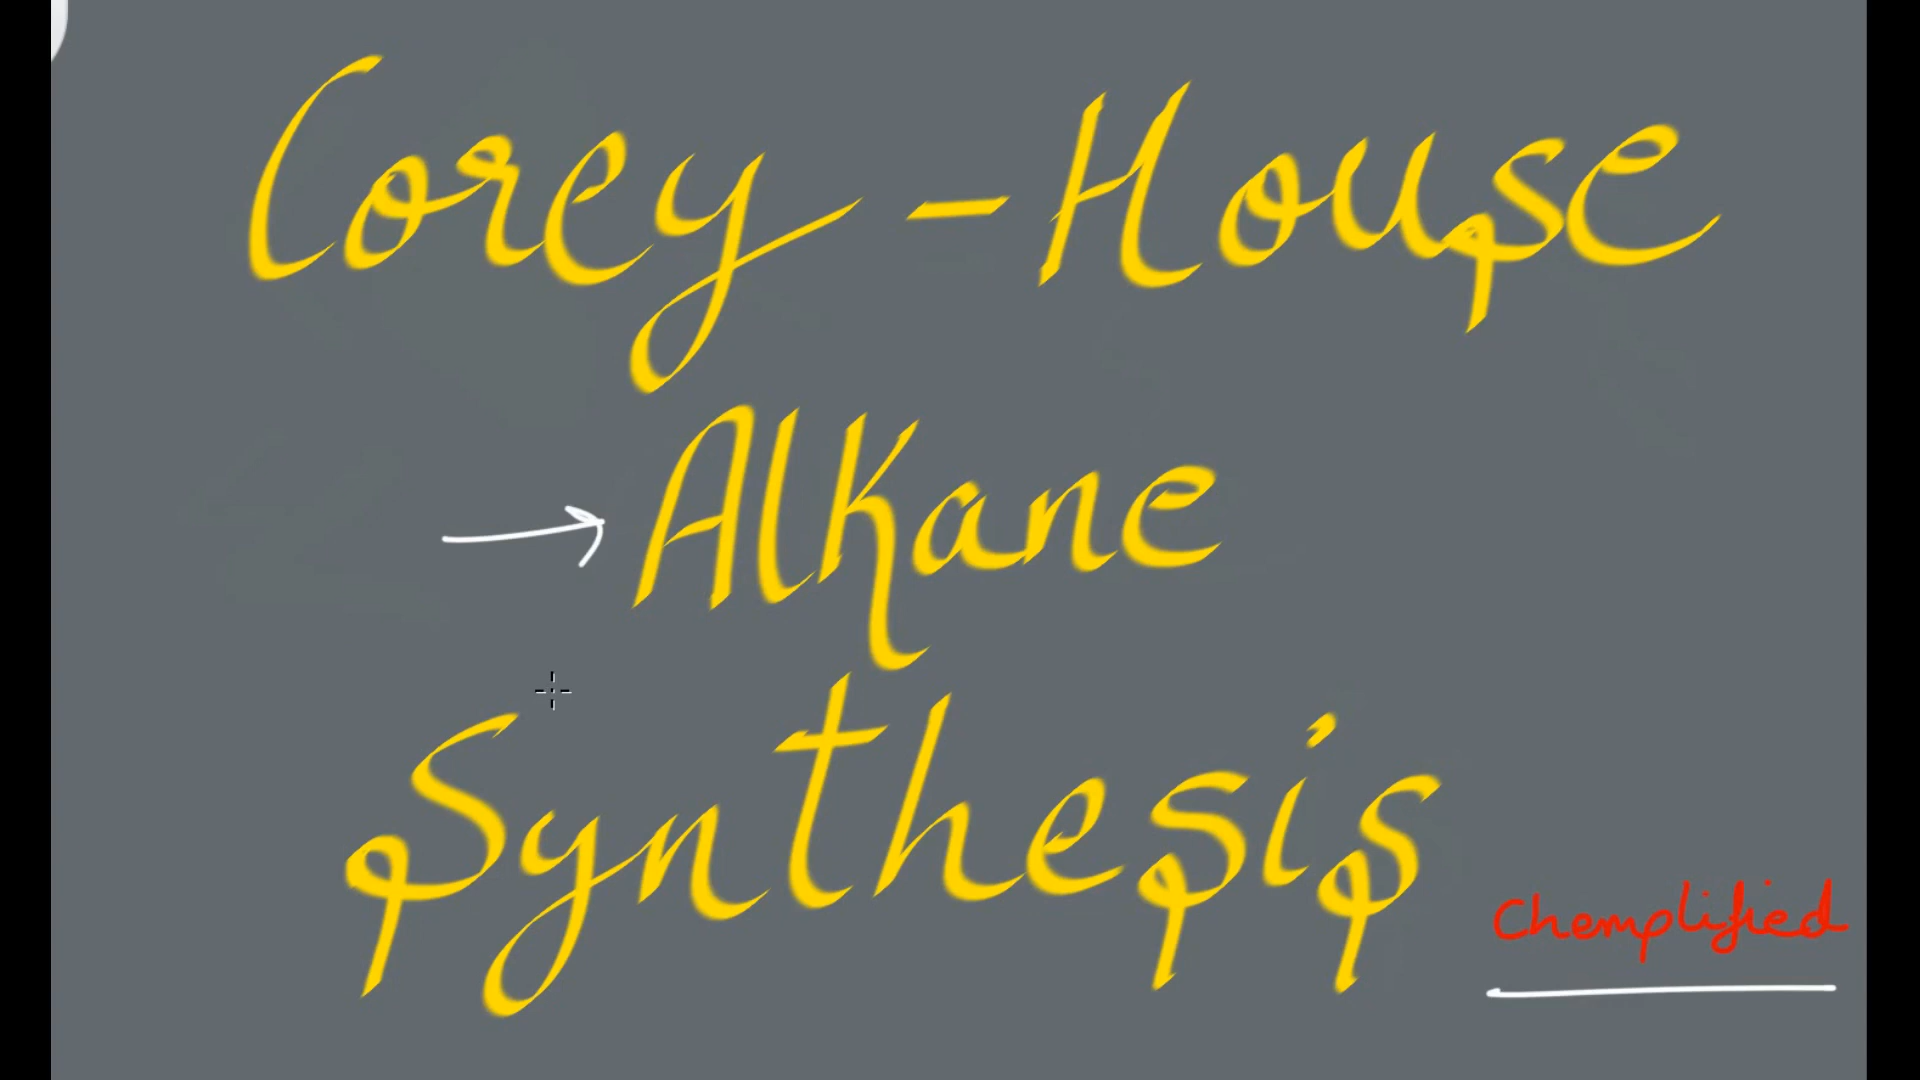 Corey - House
→ Alkane
Synthesis
Chemplified